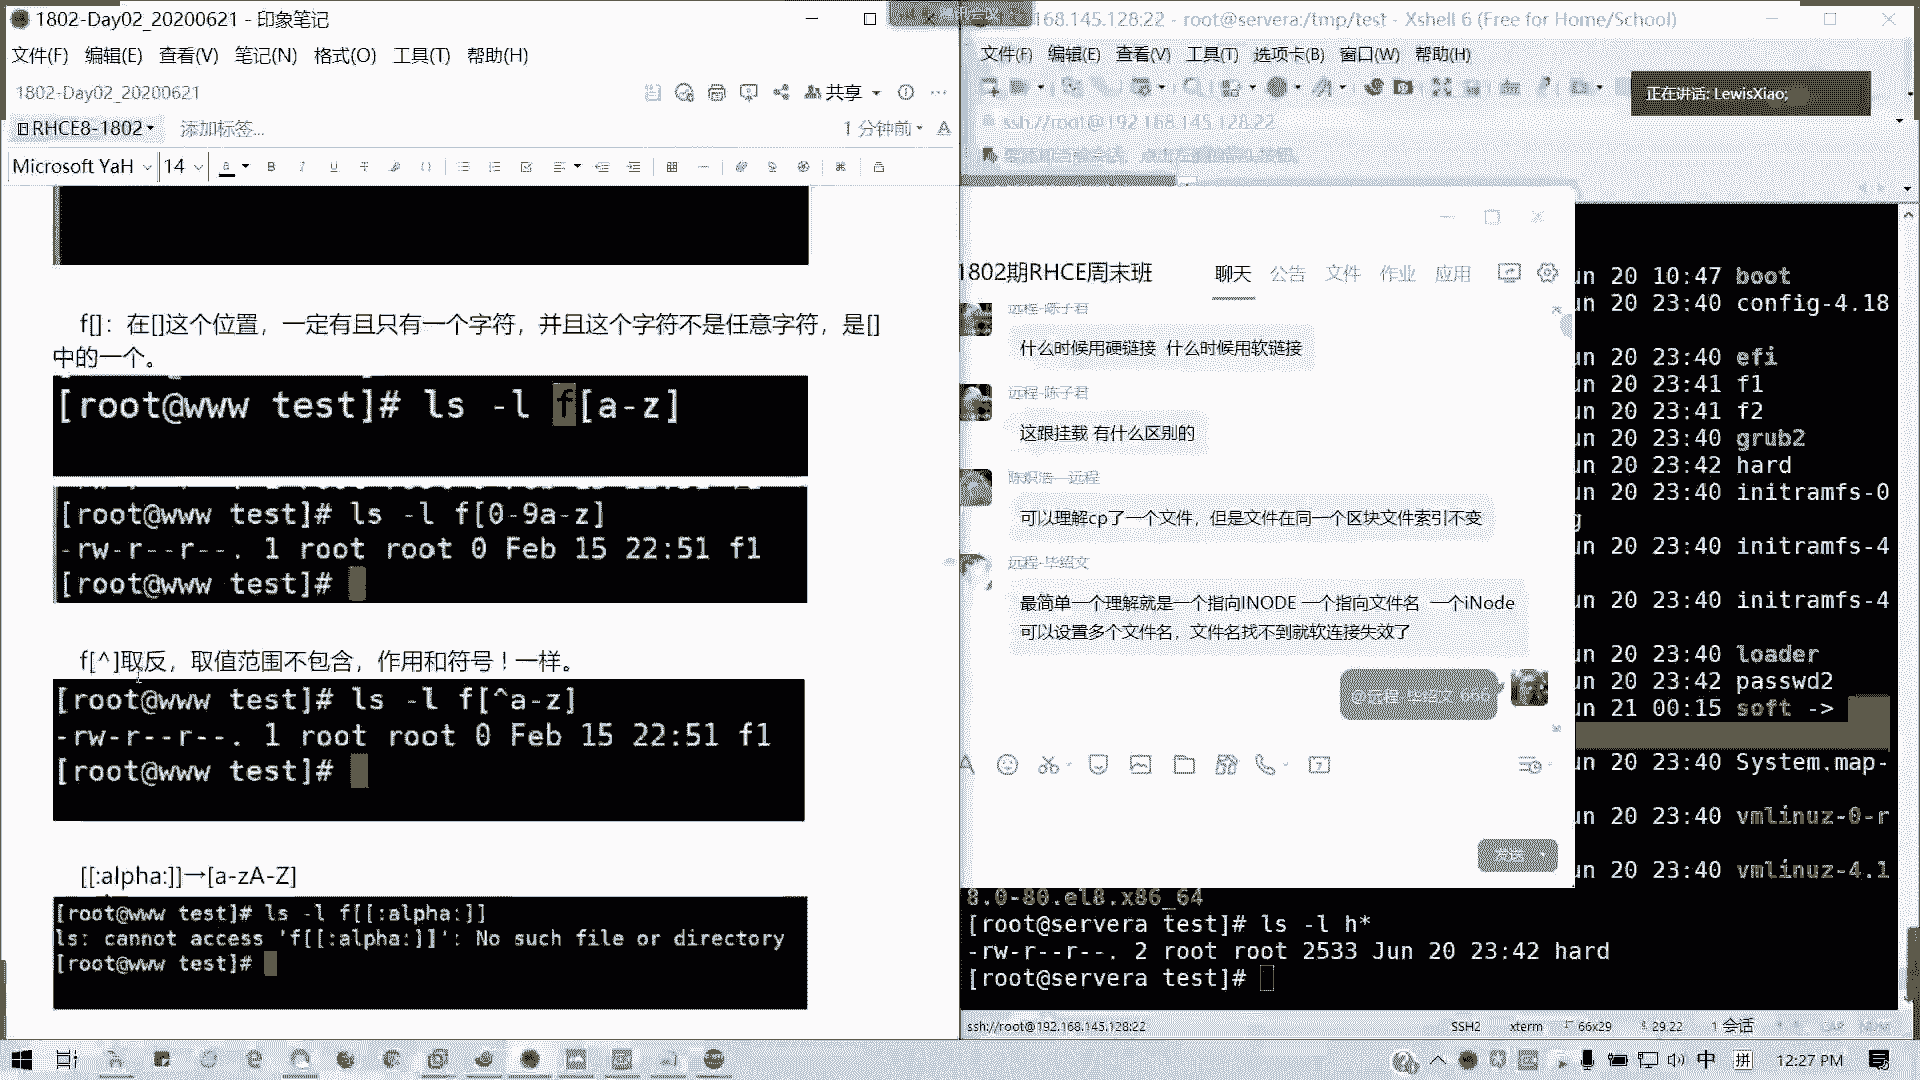 1802-Day02_20200621 - 印象笔记
文件(F) 编辑(E) 查看(V) 笔记(N) 格式(O) 工具(T) 帮助(H)
1802-Day02_20200621
共享
RHCE8-1802
添加标签...
1 分钟前
Microsoft YaH 14
f[]：在[]这个位置，一定有且只有一个字符，并且这个字符不是任意字符，是[]
中的一个。
[root@www test]# ls -l f[a-z]
[root@www test]# ls -l f[0-9a-z]
-rw-r--r--. 1 root root 0 Feb 15 22:51 f1
[root@www test]#
f[^]取反，取值范围不包含，作用和符号！一样。
[root@www test]# ls -l f[^a-z]
-rw-r--r--. 1 root root 0 Feb 15 22:51 f1
[root@www test]#
[[:alpha:]]→[a-zA-Z]
[root@www test]# ls -l f[[:alpha:]]
ls: cannot access 'f[[:alpha:]]': No such file or directory
[root@www test]#
168.145.128:22 - root@servera:/tmp/test - Xshell 6 (Free for Home/School)
文件(F) 编辑(E) 查看(V) 工具(T) 选项卡(B) 窗口(W) 帮助(H)
正在讲话: LewisXiao;
ssh://root@192.168.145.128:22
1802期RHCE周末班
聊天 公告 文件 作业 应用
远程-陈子君
什么时候用硬链接 什么时候用软链接
远程-陈子君
这跟挂载 有什么区别的
可以理解cp了一个文件，但是文件在同一个区块文件索引不变
远程-毕绍文
最简单一个理解就是一个指向INODE 一个指向文件名 一个iNode
可以设置多个文件名，文件名找不到就软连接失效了
@远程-毕绍文 666
发送
un 20 10:47 boot
un 20 23:40 config-4.18
un 20 23:40 efi
un 20 23:41 f1
un 20 23:41 f2
un 20 23:40 grub2
un 20 23:42 hard
un 20 23:40 initramfs-0
g
un 20 23:40 initramfs-4
un 20 23:40 initramfs-4
un 20 23:40 loader
un 20 23:42 passwd2
un 21 00:15 soft ->
un 20 23:40 System.map-
un 20 23:40 vmlinuz-0-r
un 20 23:40 vmlinuz-4.1
8.0-80.el8.x86_64
[root@servera test]# ls -l h*
-rw-r--r--. 2 root root 2533 Jun 20 23:42 hard
[root@servera test]#
ssh://root@192.168.145.128:22
SSH2 xterm 66x29 29,22 1 会话 CAP NUM
中 拼 12:27 PM